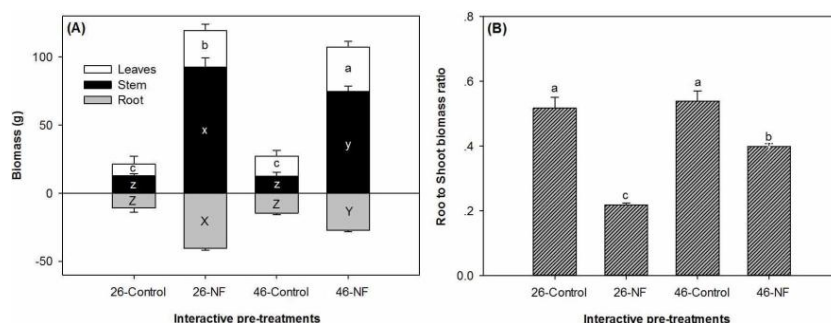 (A)
(B)
Leaves
Stem
Root
Biomass (g)
100
50
0
-50
c
z
Z
b
x
X
c
z
Z
a
y
Y
26-Control
26-NF
46-Control
46-NF
Interactive pre-treatments
Roo to Shoot biomass ratio
.8
.6
.4
.2
0.0
a
c
a
b
26-Control
26-NF
46-Control
46-NF
Interactive pre-treatments